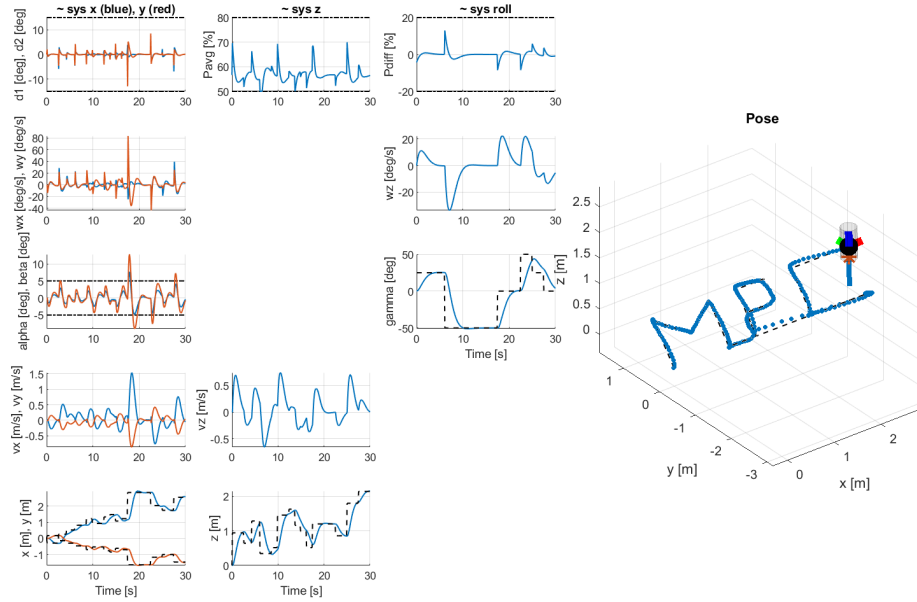 ~ sys x (blue), y (red)
~ sys z
~ sys roll
d1 [deg], d2 [deg]
10
0
-10
0 10 20 30
Pavg [%]
80
70
60
50
0 10 20 30
Pdiff [%]
20
0
-20
0 10 20 30
wx [deg/s], wy [deg/s]
80
60
40
20
0
-20
-40
0 10 20 30
wz [deg/s]
20
0
-20
0 10 20 30
alpha [deg], beta [deg]
10
5
0
-5
0 10 20 30
gamma [deg]
50
0
-50
0 10 20 30
Time [s]
vx [m/s], vy [m/s]
1.5
1
0.5
0
-0.5
0 10 20 30
vz [m/s]
0.5
0
-0.5
0 10 20 30
x [m], y [m]
2
1
0
-1
0 10 20 30
Time [s]
z [m]
2
1
0
0 10 20 30
Time [s]
Pose
z [m]
2.5
2
1.5
1
0.5
0
1
0
-1
-2
-3
y [m]
0
1
2
x [m]
MPI